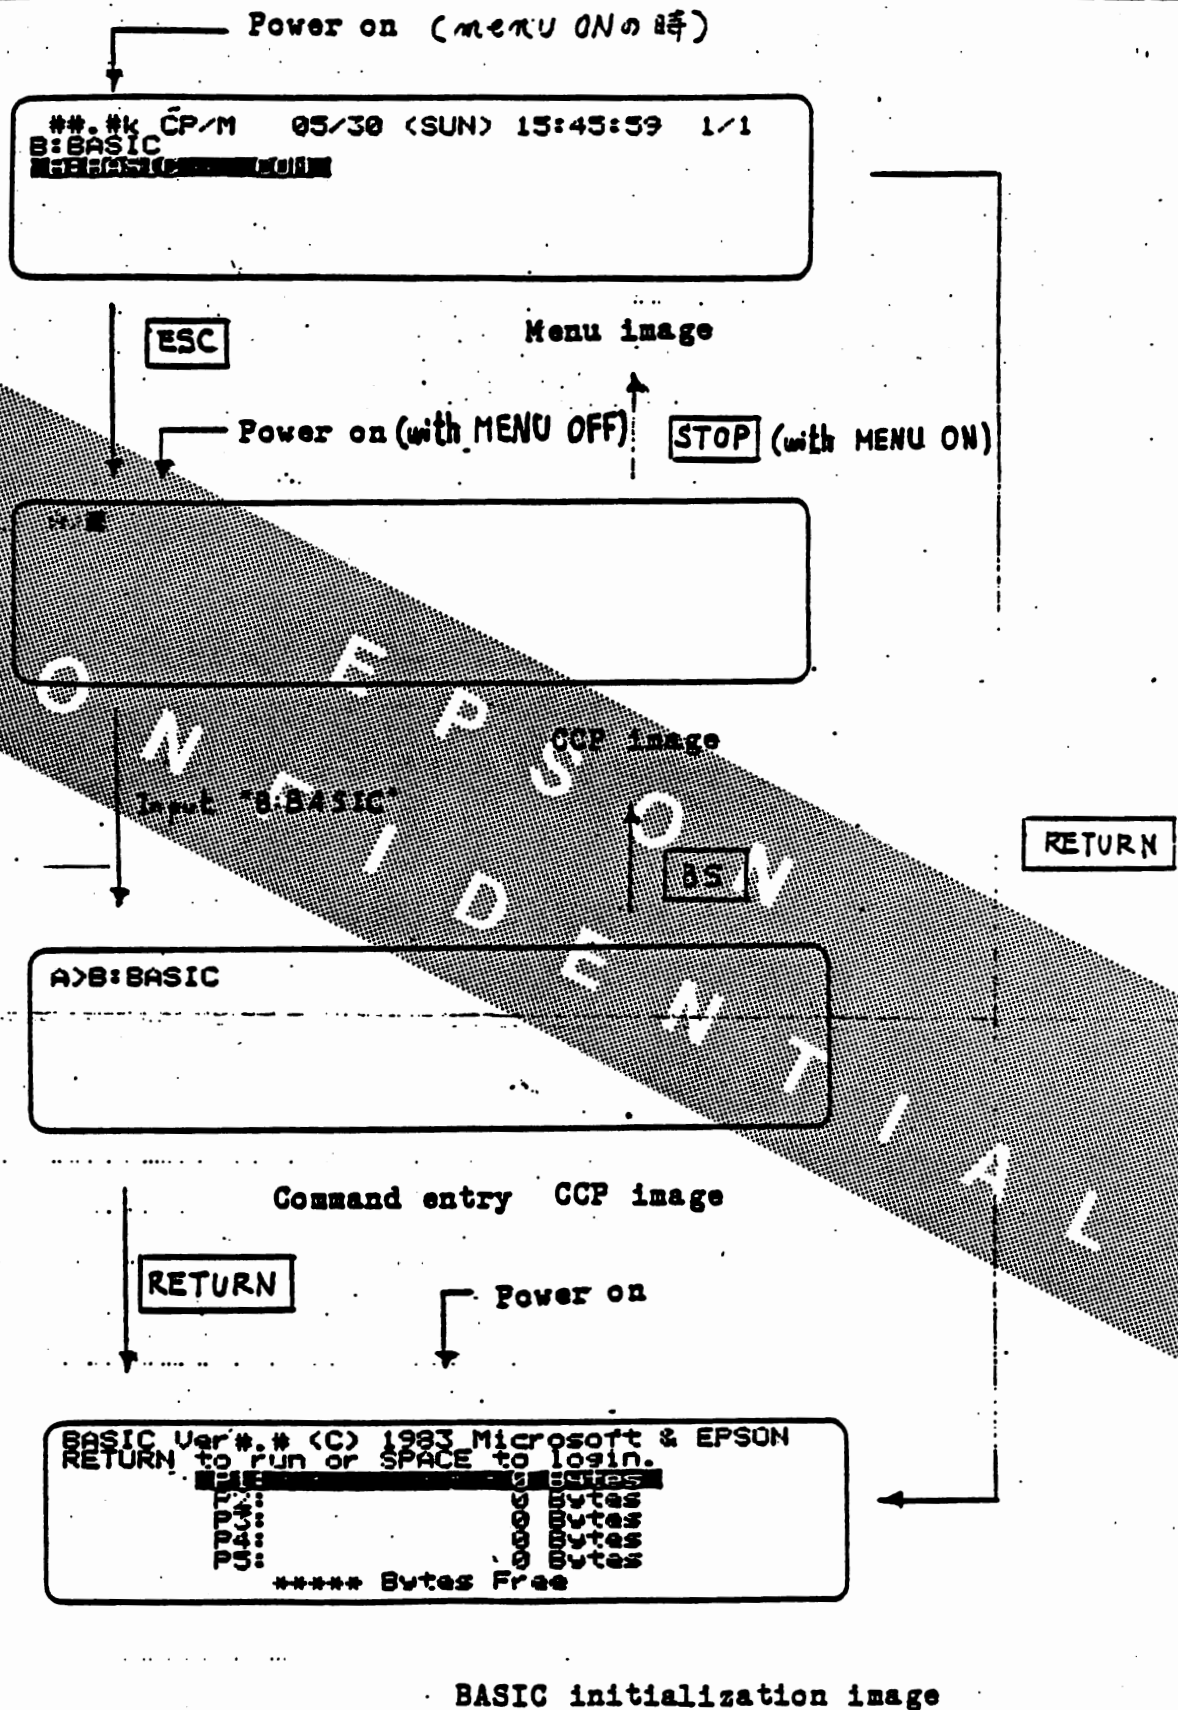 Power on (menu ONの時)
##.#k CP/M 05/30 (SUN) 15:45:59 1/1
B:BASIC
ESC
Menu image
Power on (with MENU OFF)
STOP (with MENU ON)
EPSON
CONFIDENTIAL
CCP image
Input "B:BASIC"
BS
RETURN
A>B:BASIC
Command entry CCP image
RETURN
Power on
BASIC Ver#.# (C) 1983 Microsoft & EPSON
RETURN to run or SPACE to login.
P1: 0 Bytes
P2: 0 Bytes
P3: 0 Bytes
P4: 0 Bytes
P5: 0 Bytes
***** Bytes Free
BASIC initialization image